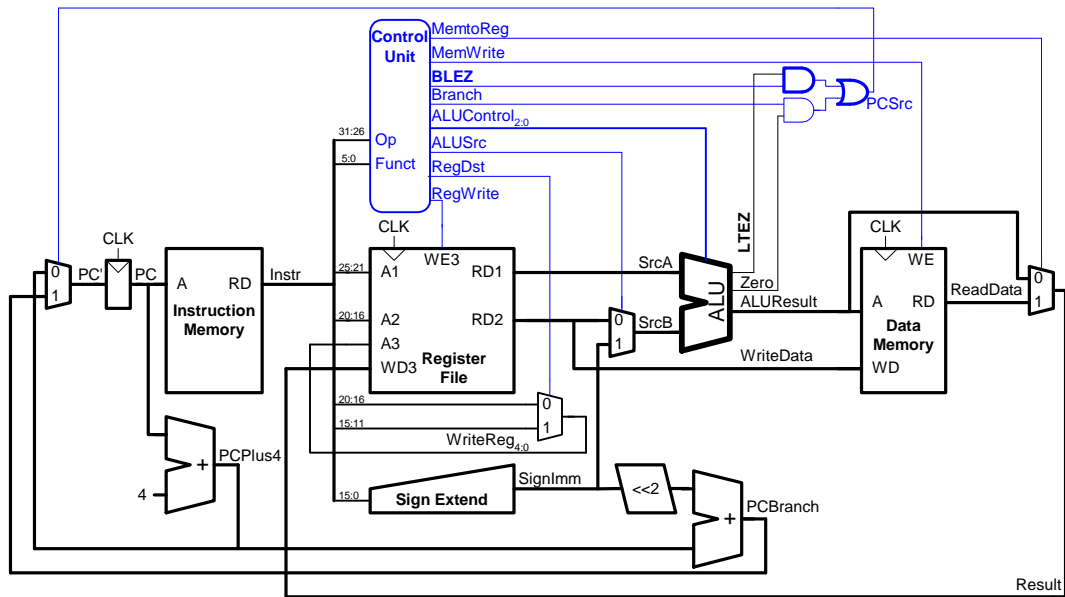 MemtoReg
Control
Unit
MemWrite
BLEZ
Branch
PCSrc
ALUControl2:0
31:26
Op
ALUSrc
5:0
Funct
RegDst
RegWrite
LTEZ
CLK
CLK
CLK
0
1
PC'
PC
A
RD
Instr
Instruction
Memory
25:21
A1
WE3
RD1
SrcA
20:16
A2
RD2
0
1
SrcB
A3
WD3
Register
File
ALU
Zero
ALUResult
WriteData
WE
A
RD
ReadData
Data
Memory
WD
0
1
20:16
0
15:11
1
WriteReg4:0
PCPlus4
+
4
15:0
Sign Extend
SignImm
<<2
+
PCBranch
Result